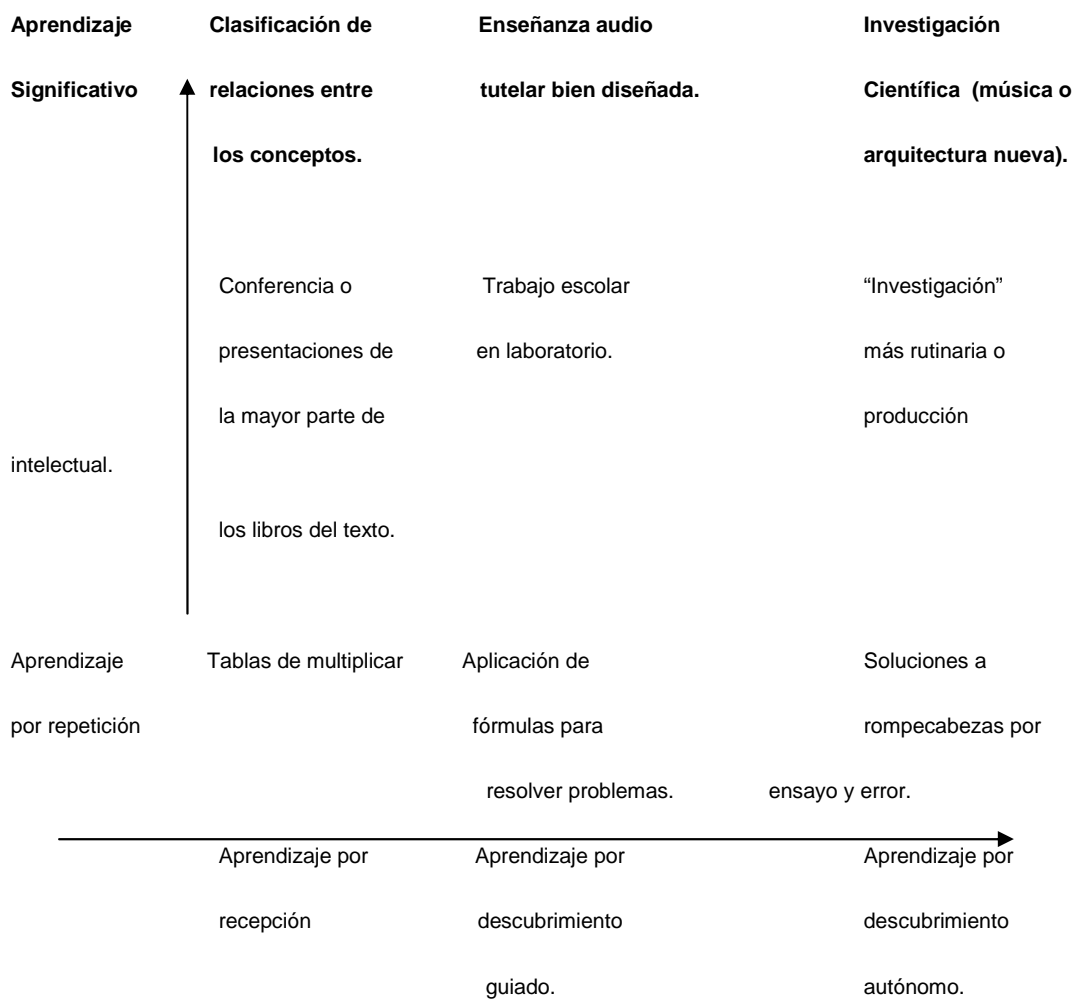 Aprendizaje Clasificación de Enseñanza audio Investigación
Significativo relaciones entre tutelar bien diseñada. Científica (música o
los conceptos. arquitectura nueva).
Conferencia o Trabajo escolar “Investigación”
presentaciones de en laboratorio. más rutinaria o
la mayor parte de producción
intelectual.
los libros del texto.
Aprendizaje Tablas de multiplicar Aplicación de Soluciones a
por repetición fórmulas para rompecabezas por
resolver problemas. ensayo y error.
Aprendizaje por Aprendizaje por Aprendizaje por
recepción descubrimiento descubrimiento
guiado. autónomo.